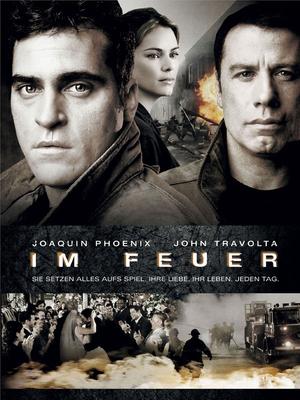 JOAQUIN PHOENIX JOHN TRAVOLTA
IM FEUER
SIE SETZEN ALLES AUFS SPIEL. IHRE LIEBE. IHR LEBEN. JEDEN TAG.